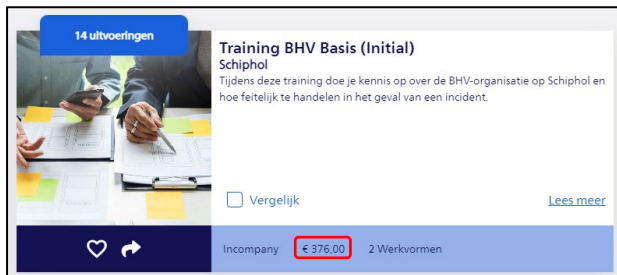 14 uitvoeringen
Training BHV Basis (Initial)
Schiphol
Tijdens deze training doe je kennis op over de BHV-organisatie op Schiphol en
hoe feitelijk te handelen in het geval van een incident.
Vergelijk
Lees meer
Incompany € 376,00 2 Werkvormen